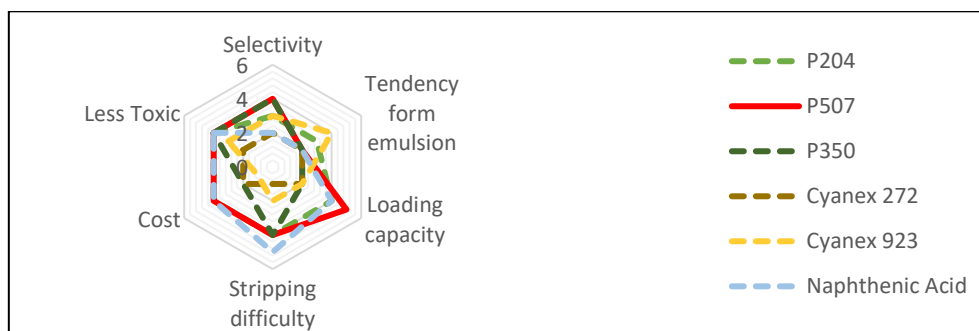 Selectivity
6
4
2
0
Tendency
form
emulsion
Loading
capacity
Stripping
difficulty
Cost
Less Toxic
P204
P507
P350
Cyanex 272
Cyanex 923
Naphthenic Acid